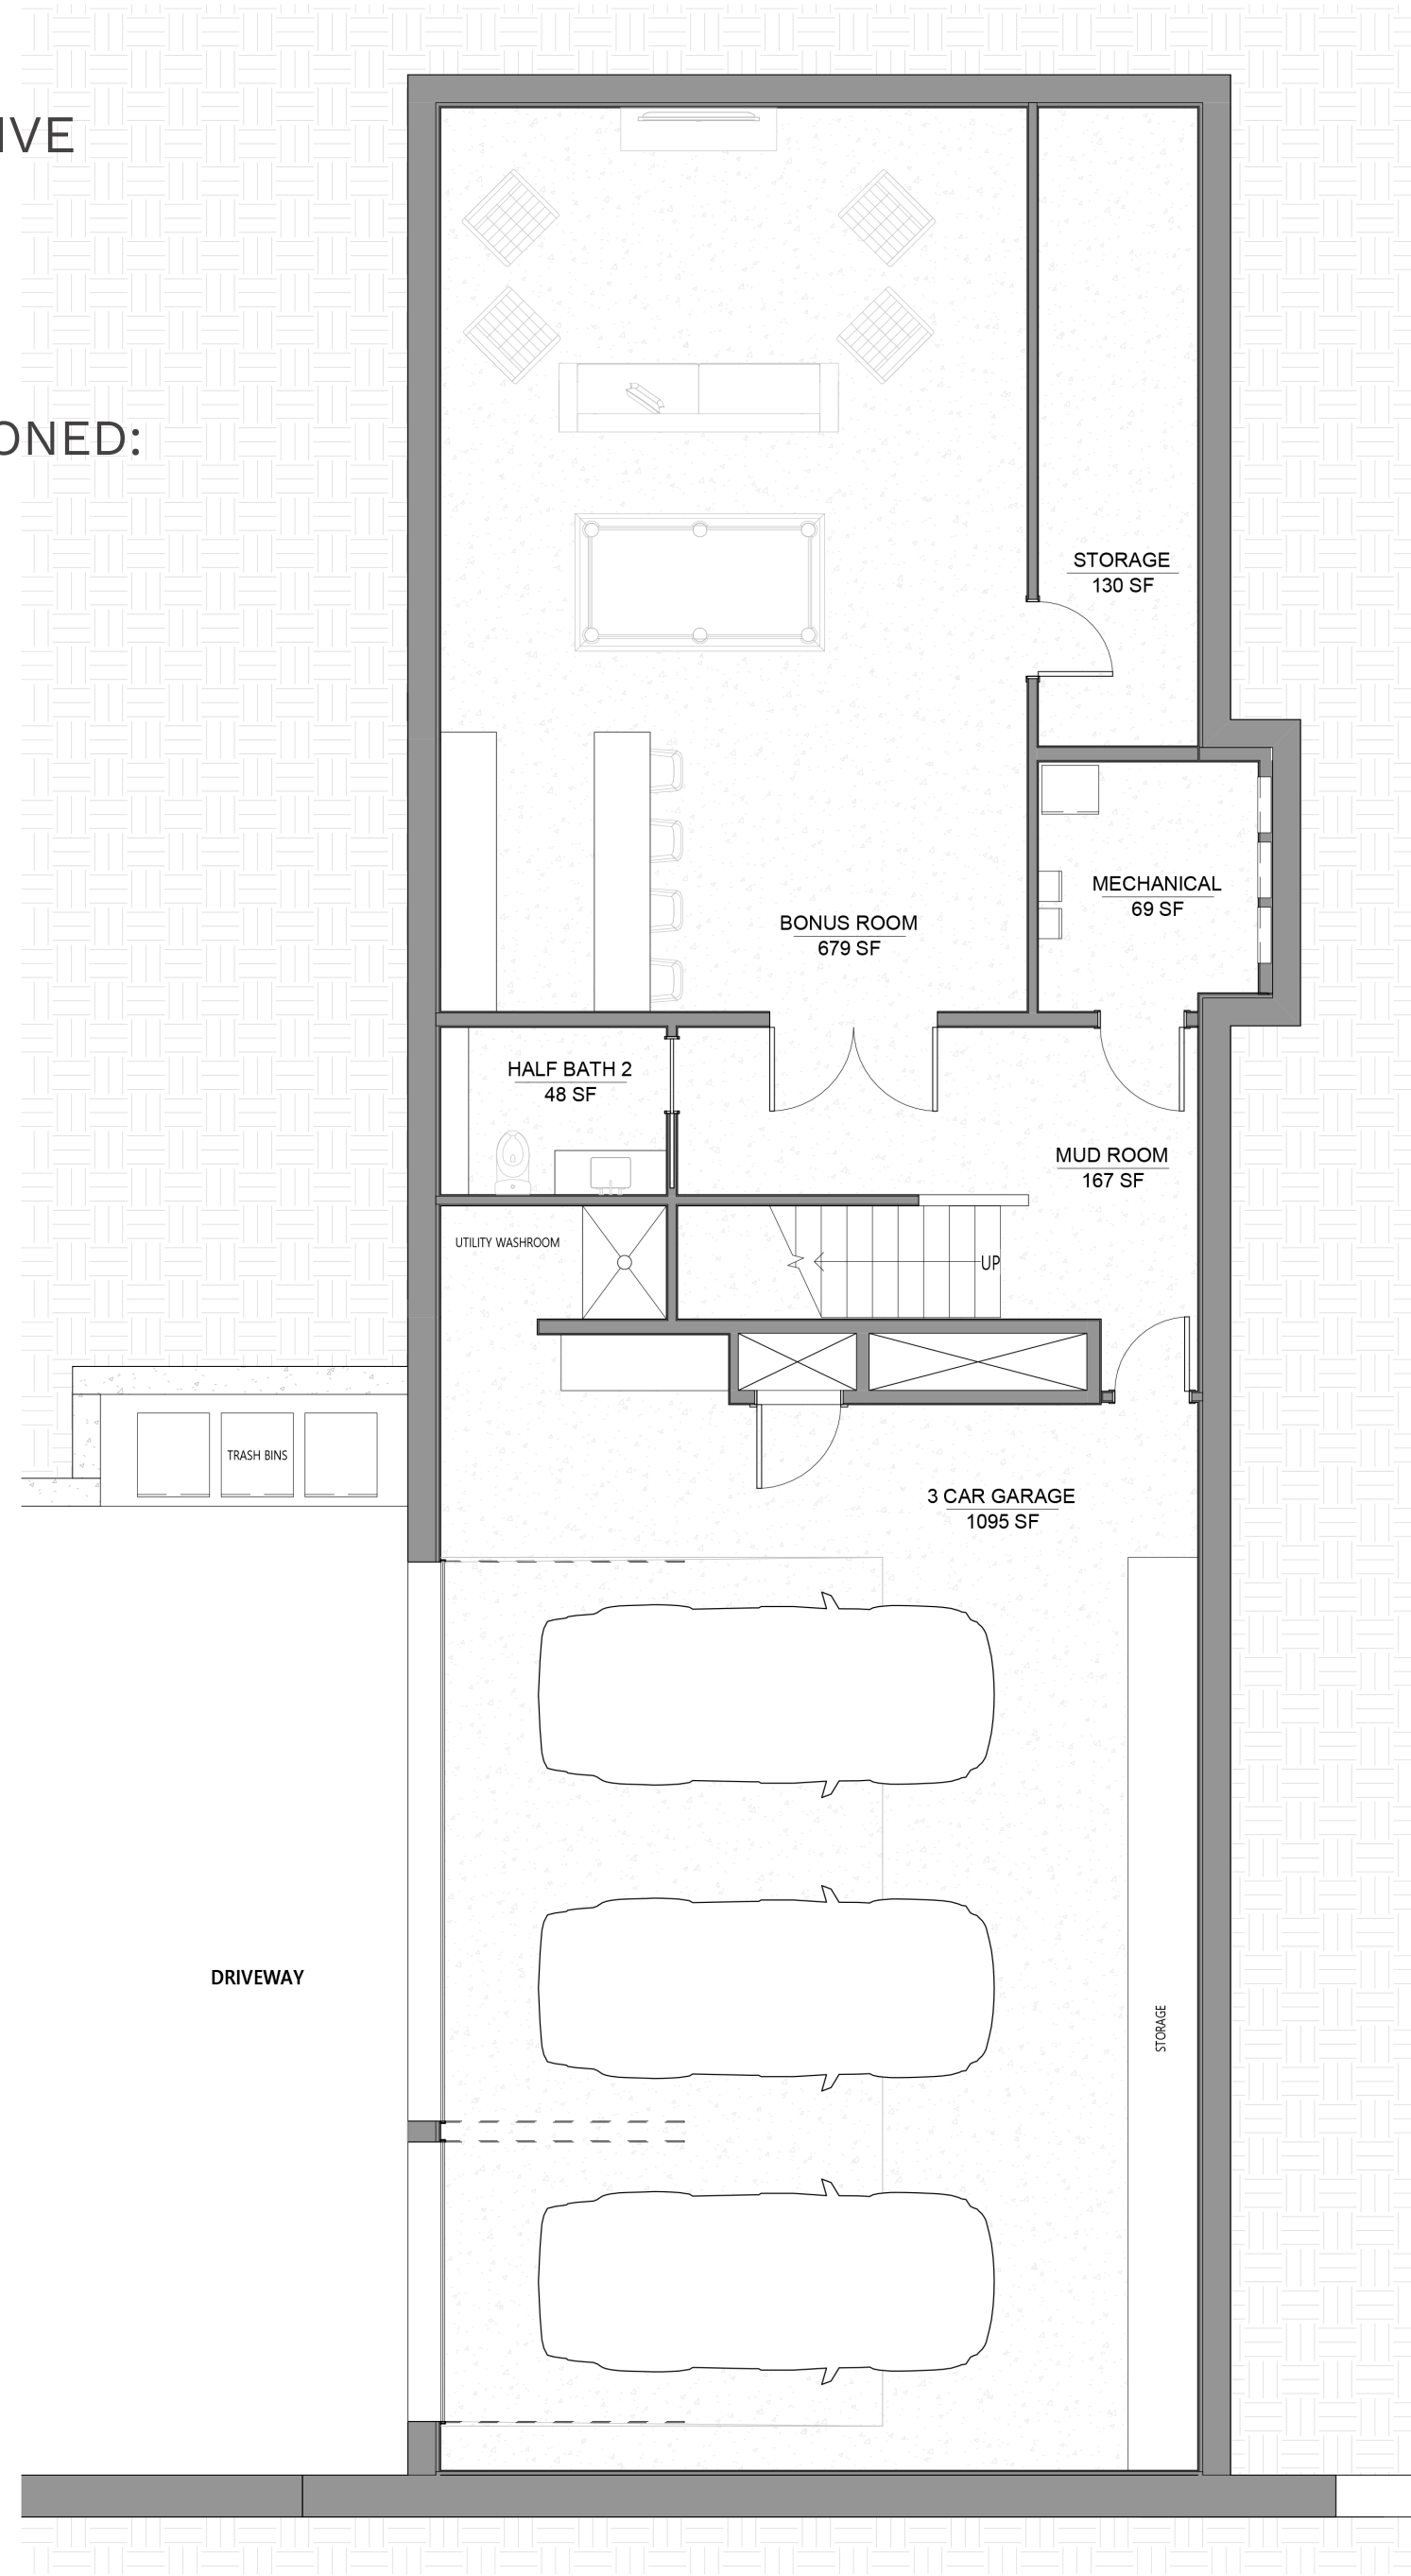 IVE
ONED:
STORAGE
130 SF
MECHANICAL
69 SF
BONUS ROOM
679 SF
HALF BATH 2
48 SF
MUD ROOM
167 SF
UTILITY WASHROOM
UP
TRASH BINS
3 CAR GARAGE
1095 SF
DRIVEWAY
STORAGE